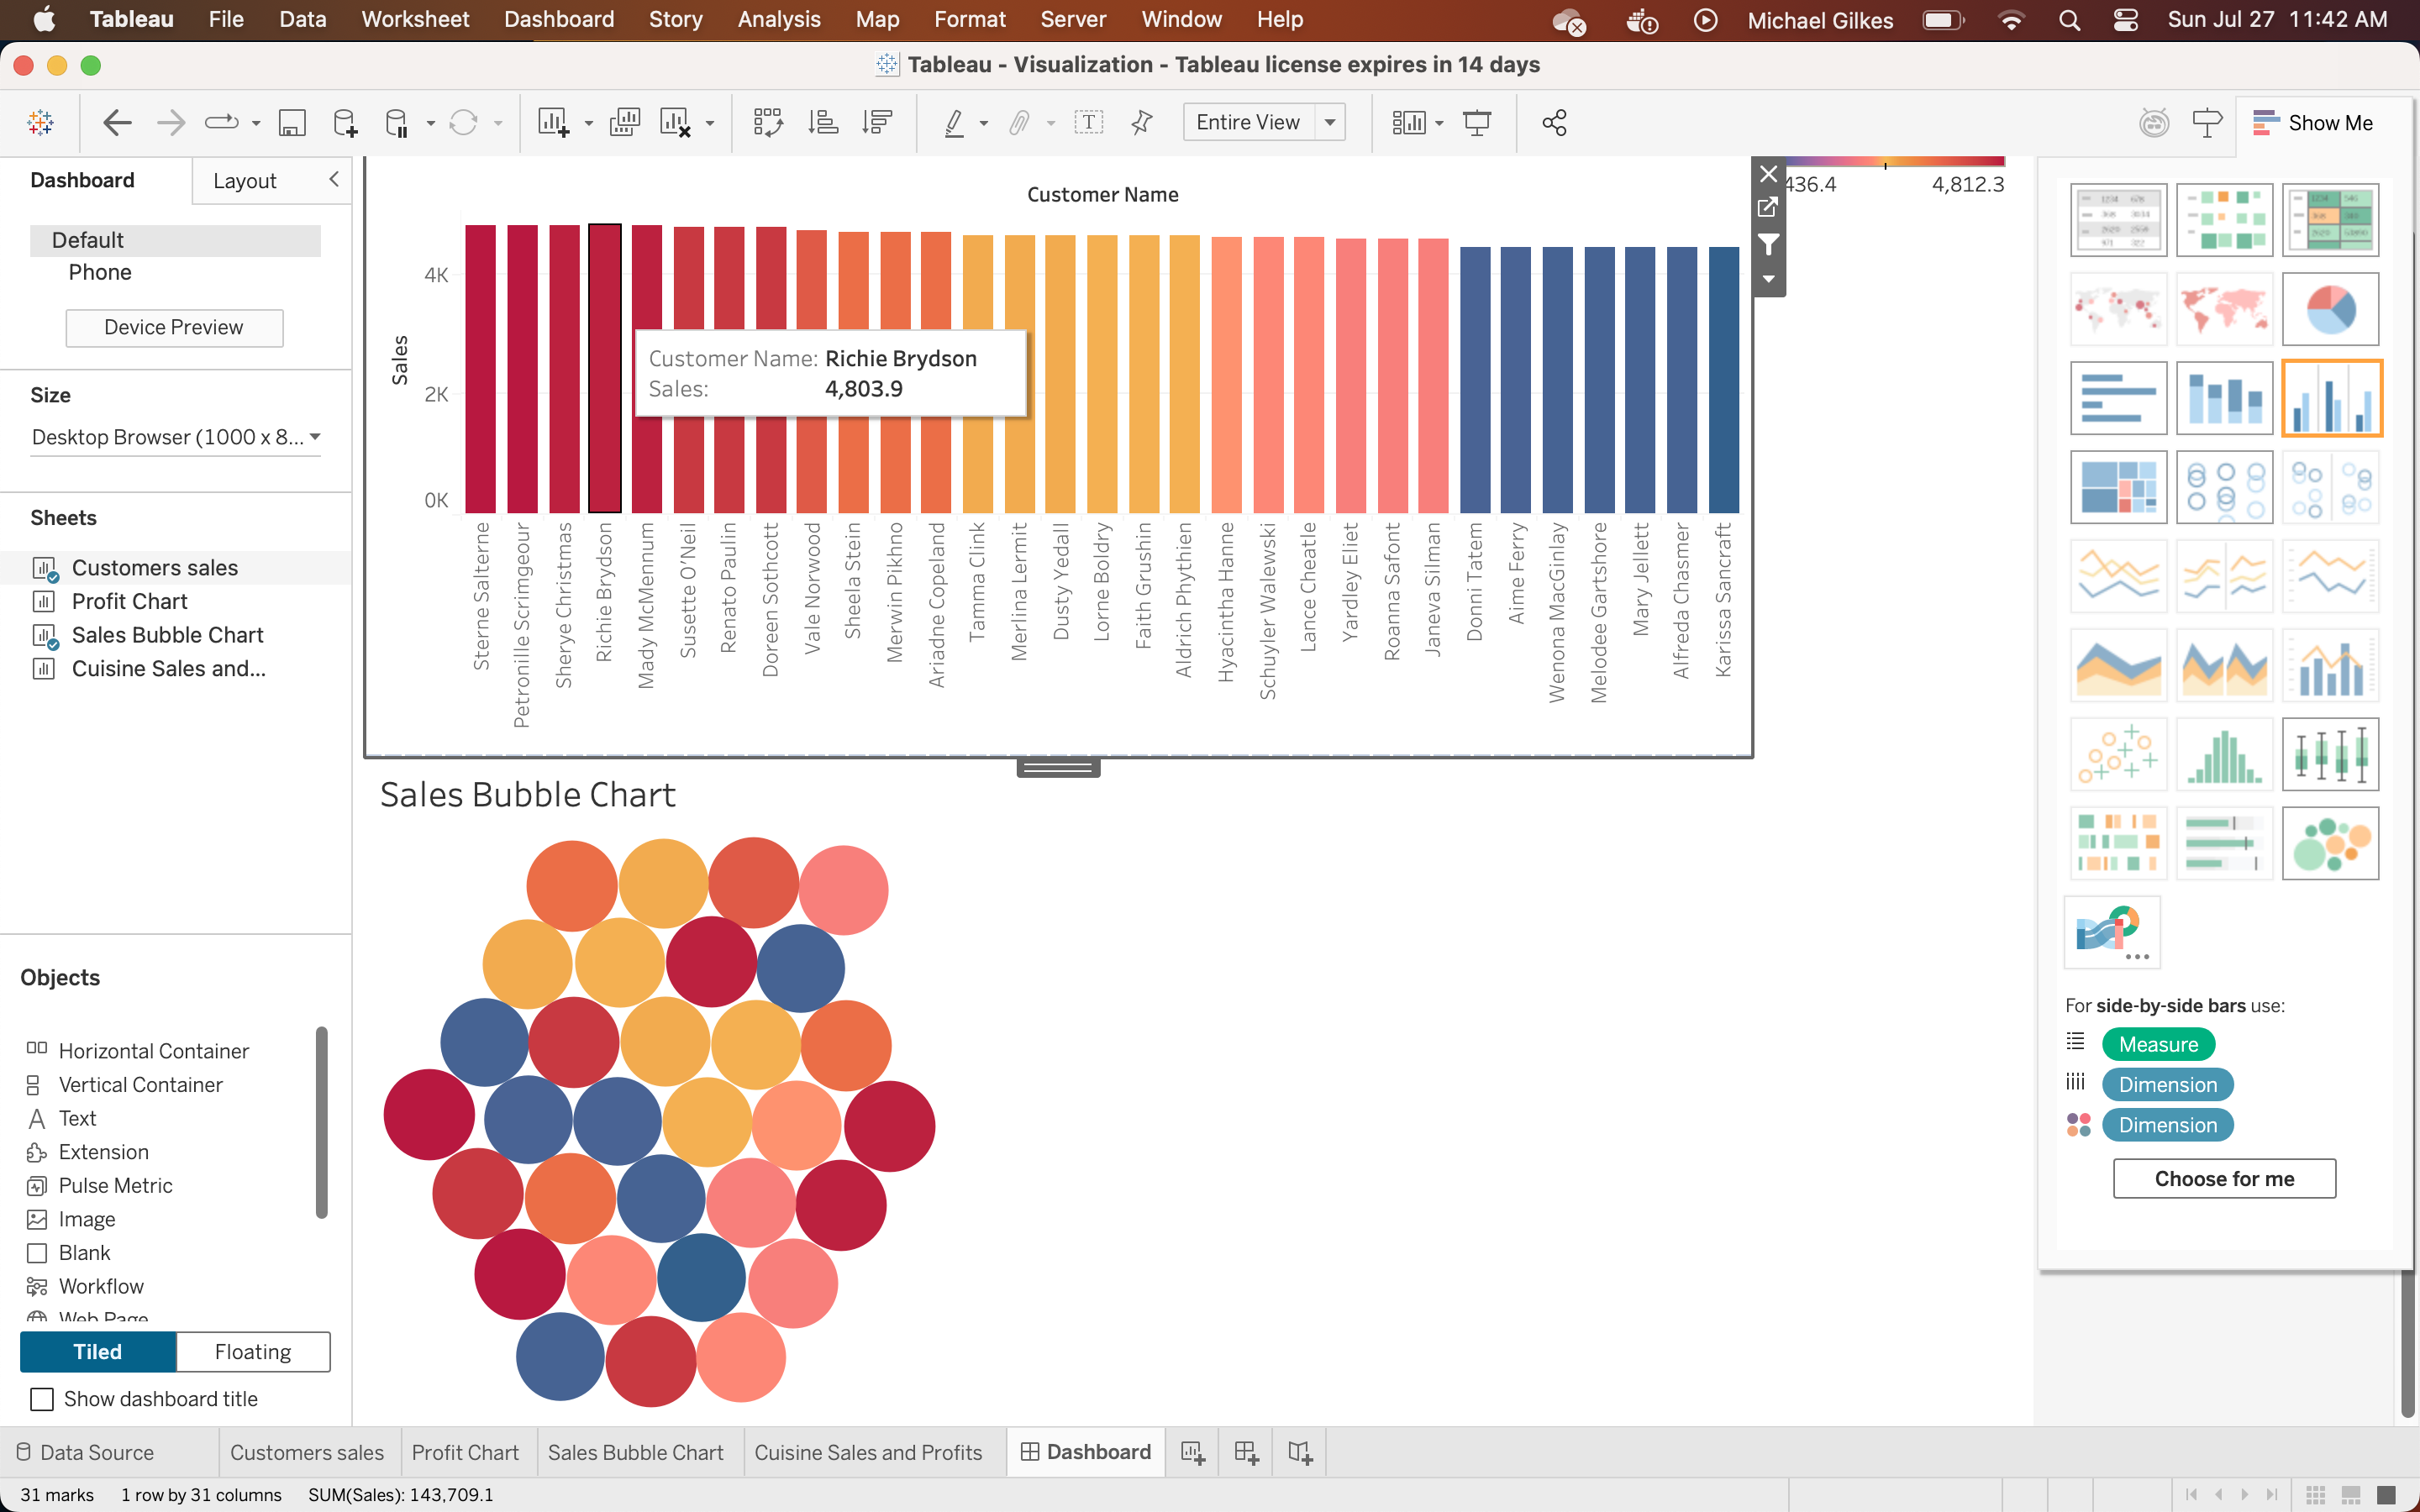 Tableau File Data Worksheet Dashboard Story Analysis Map Format Server Window Help Michael Gilkes Sun Jul 27 11:42 AM
Tableau - Visualization - Tableau license expires in 14 days
Entire View
Show Me
Dashboard
Layout
Default
Phone
Device Preview
Size
Desktop Browser (1000 x 8...
Sheets
Customers sales
Profit Chart
Sales Bubble Chart
Cuisine Sales and...
Objects
Horizontal Container
Vertical Container
Text
Extension
Pulse Metric
Image
Blank
Workflow
Web Page
Tiled
Floating
Show dashboard title
Customer Name
Sales
4K
2K
0K
Customer Name: Richie Brydson
Sales: 4,803.9
Sterne Salterne
Petronille Scrimgeour
Sherye Christmas
Richie Brydson
Mady McMennum
Susette O'Neil
Renato Paulin
Doreen Sothcott
Vale Norwood
Sheela Stein
Merwin Pikhno
Ariadne Copeland
Tamma Clink
Merlina Lermit
Dusty Yedall
Lorne Boldry
Faith Grushin
Aldrich Phythien
Hyacintha Hanne
Schuyler Walewski
Lance Cheatle
Yardley Eliet
Roanna Safont
Janeva Silman
Donni Tatem
Aime Ferry
Wenona MacGinlay
Melodee Gartshore
Mary Jellett
Alfreda Chasmer
Karissa Sancraft
436.4
4,812.3
Sales Bubble Chart
For side-by-side bars use:
Measure
Dimension
Dimension
Choose for me
Data Source
Customers sales
Profit Chart
Sales Bubble Chart
Cuisine Sales and Profits
Dashboard
31 marks 1 row by 31 columns SUM(Sales): 143,709.1